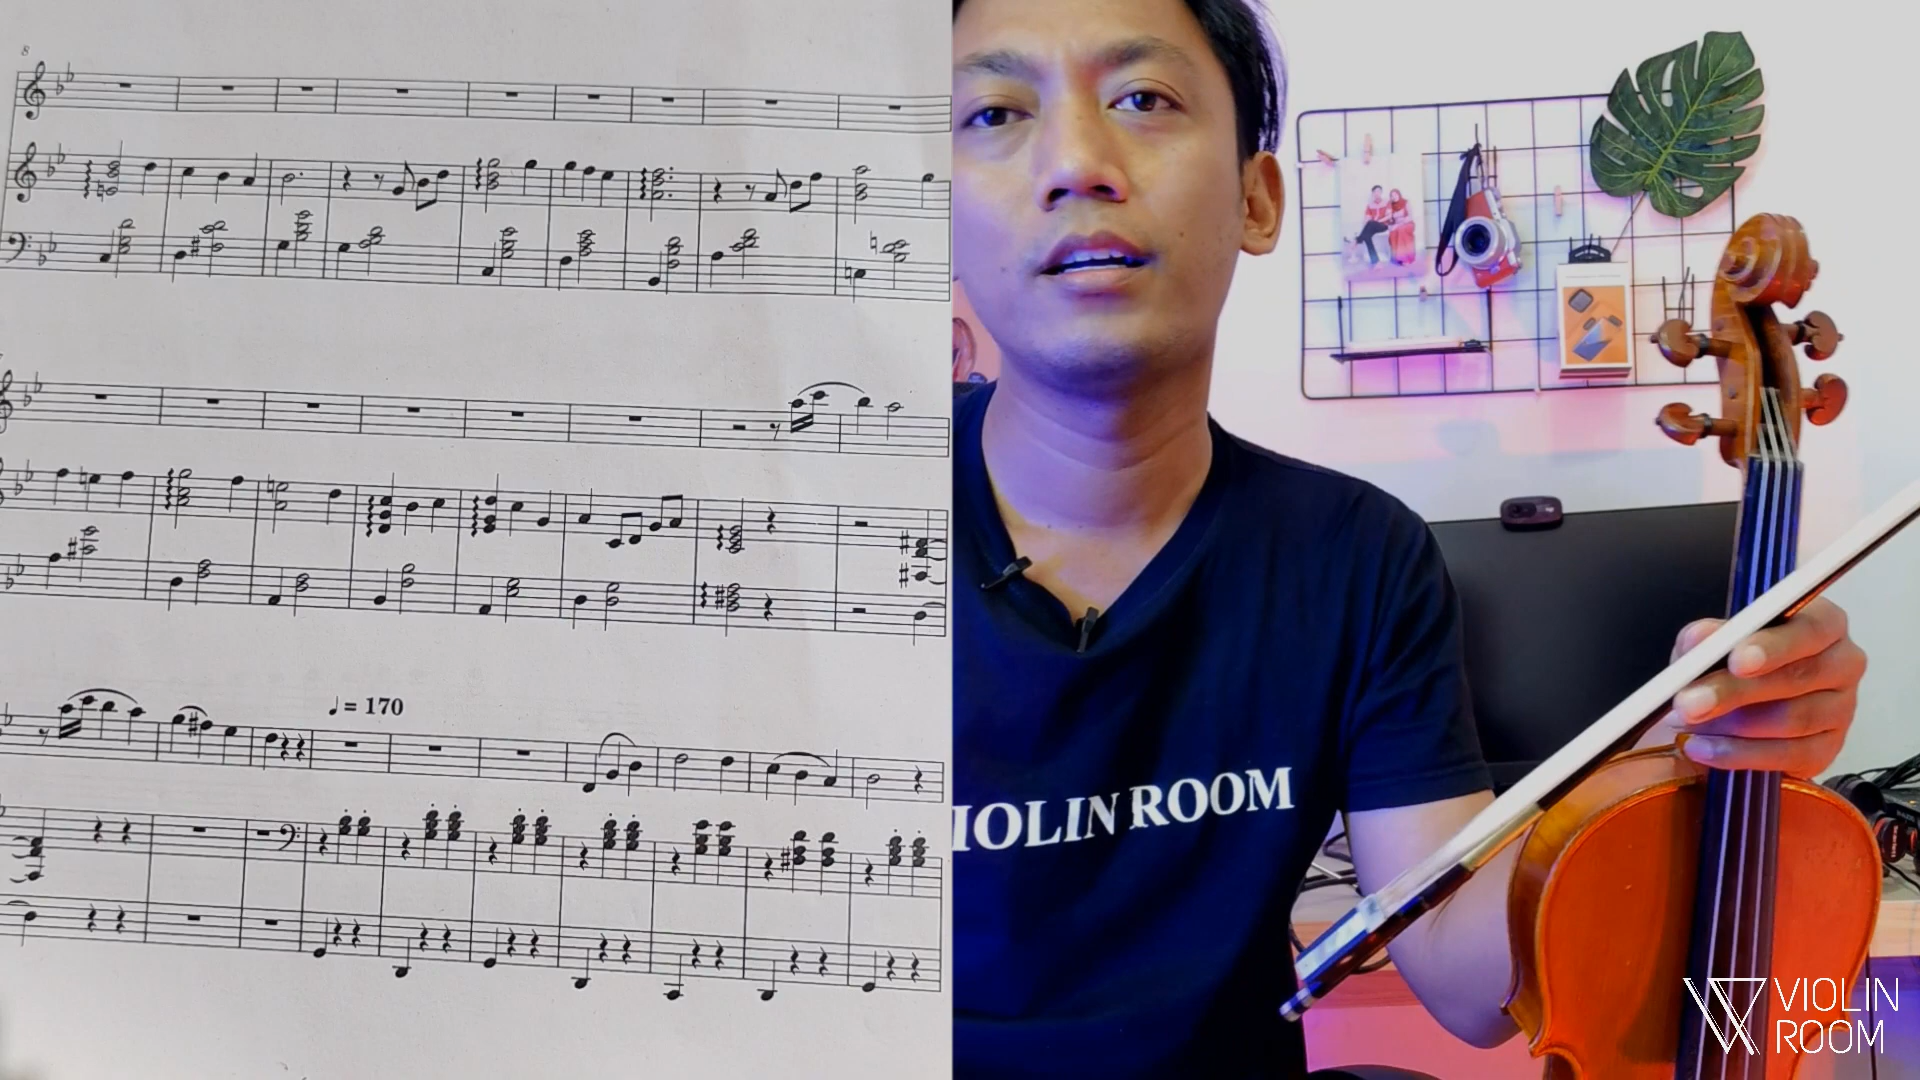 8
♩ = 170
VIOLIN ROOM
VIOLIN
ROOM